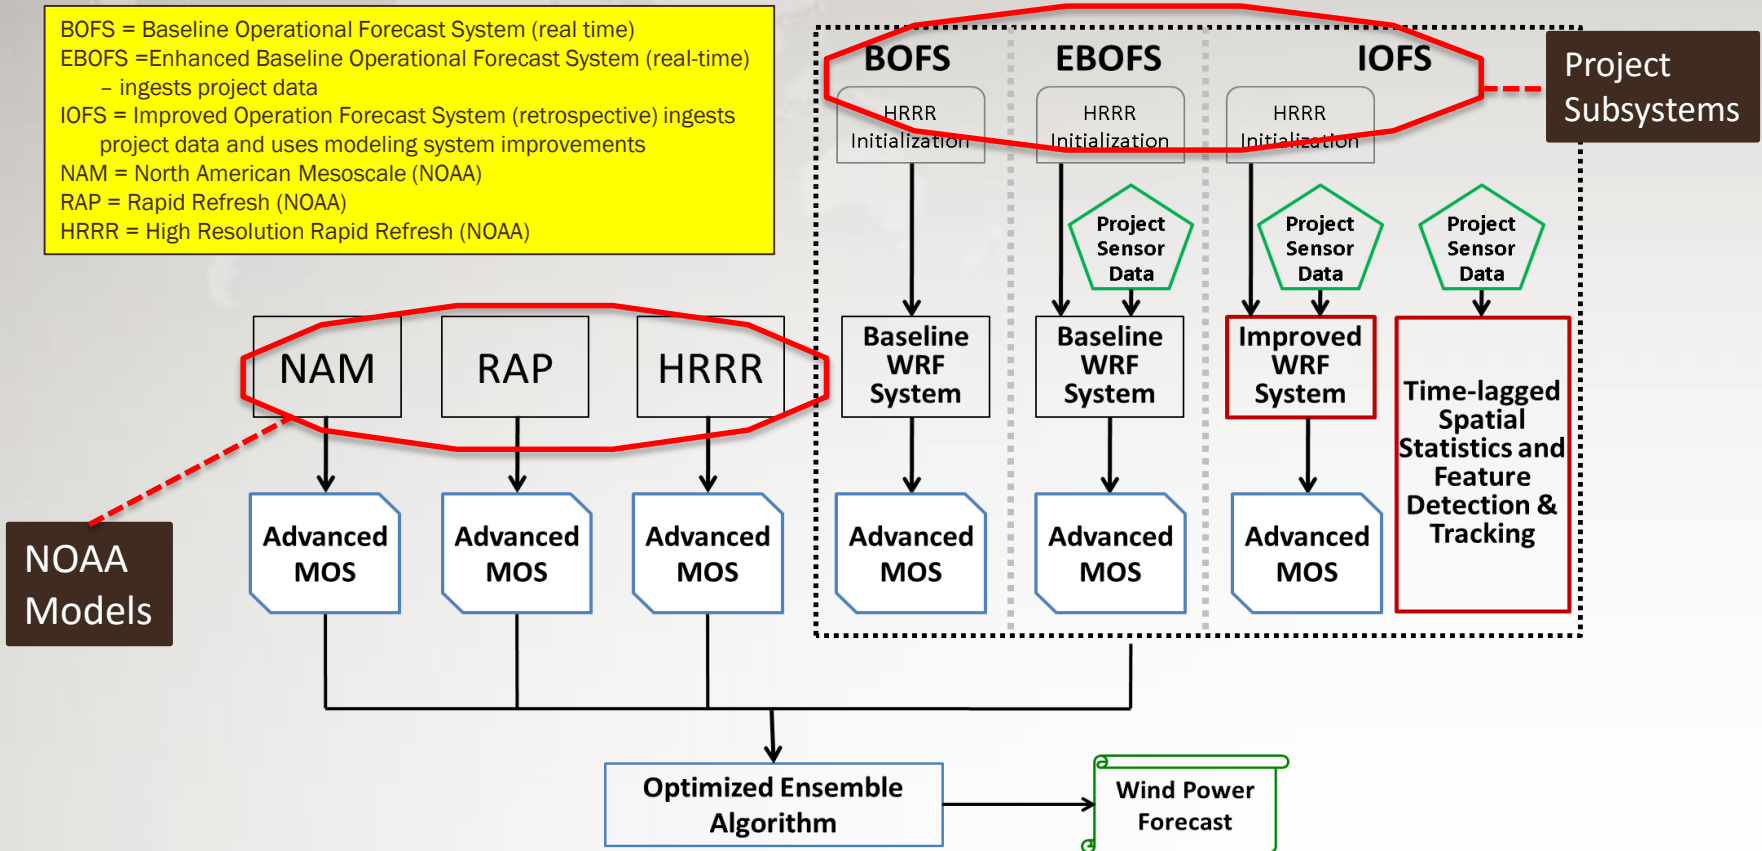 BOFS = Baseline Operational Forecast System (real time)
EBOFS =Enhanced Baseline Operational Forecast System (real-time)
– ingests project data
IOFS = Improved Operation Forecast System (retrospective) ingests
project data and uses modeling system improvements
NAM = North American Mesoscale (NOAA)
RAP = Rapid Refresh (NOAA)
HRRR = High Resolution Rapid Refresh (NOAA)
BOFS
EBOFS
IOFS
Project
Subsystems
HRRR
Initialization
HRRR
Initialization
HRRR
Initialization
Project
Sensor
Data
Project
Sensor
Data
Project
Sensor
Data
NAM
RAP
HRRR
Baseline
WRF
System
Baseline
WRF
System
Improved
WRF
System
Time-lagged
Spatial
Statistics and
Feature
Detection &
Tracking
NOAA
Models
Advanced
MOS
Advanced
MOS
Advanced
MOS
Advanced
MOS
Advanced
MOS
Advanced
MOS
Optimized Ensemble
Algorithm
Wind Power
Forecast